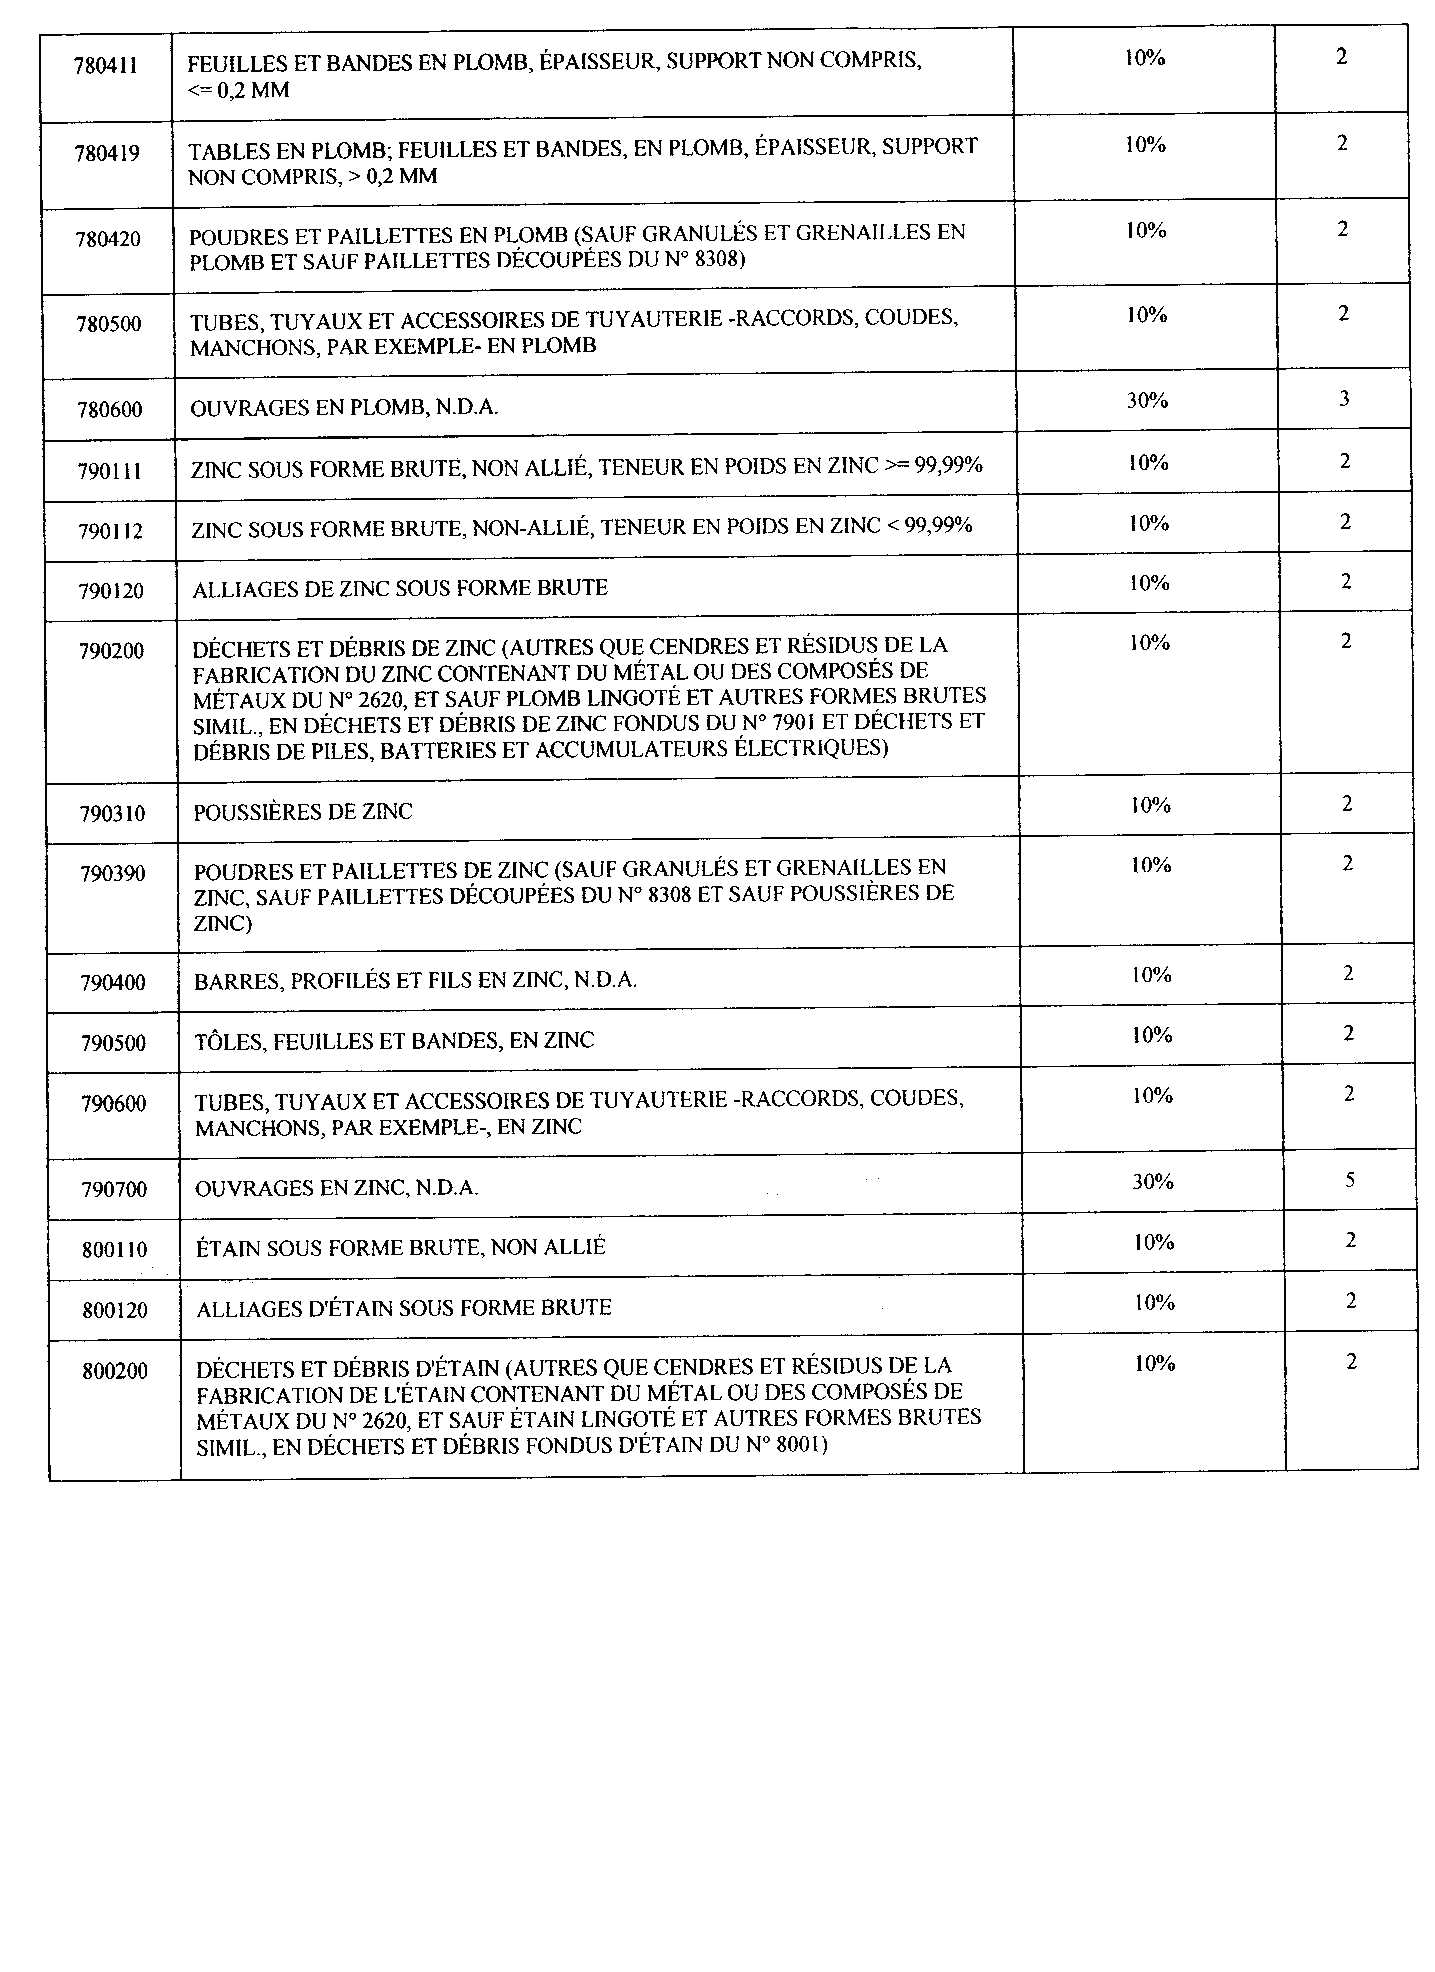 780411 FEUILLES ET BANDES EN PLOMB, ÉPAISSEUR, SUPPORT NON COMPRIS, 10% 2
<= 0,2 MM
780419 TABLES EN PLOMB; FEUILLES ET BANDES, EN PLOMB, ÉPAISSEUR, SUPPORT 10% 2
NON COMPRIS, > 0,2 MM
780420 POUDRES ET PAILLETTES EN PLOMB (SAUF GRANULÉS ET GRENAILLES EN 10% 2
PLOMB ET SAUF PAILLETTES DÉCOUPÉES DU N° 8308)
780500 TUBES, TUYAUX ET ACCESSOIRES DE TUYAUTERIE -RACCORDS, COUDES, 10% 2
MANCHONS, PAR EXEMPLE- EN PLOMB
780600 OUVRAGES EN PLOMB, N.D.A. 30% 3
790111 ZINC SOUS FORME BRUTE, NON ALLIÉ, TENEUR EN POIDS EN ZINC >= 99,99% 10% 2
790112 ZINC SOUS FORME BRUTE, NON-ALLIÉ, TENEUR EN POIDS EN ZINC < 99,99% 10% 2
790120 ALLIAGES DE ZINC SOUS FORME BRUTE 10% 2
790200 DÉCHETS ET DÉBRIS DE ZINC (AUTRES QUE CENDRES ET RÉSIDUS DE LA 10% 2
FABRICATION DU ZINC CONTENANT DU MÉTAL OU DES COMPOSÉS DE
MÉTAUX DU N° 2620, ET SAUF PLOMB LINGOTÉ ET AUTRES FORMES BRUTES
SIMIL., EN DÉCHETS ET DÉBRIS DE ZINC FONDUS DU N° 7901 ET DÉCHETS ET
DÉBRIS DE PILES, BATTERIES ET ACCUMULATEURS ÉLECTRIQUES)
790310 POUSSIÈRES DE ZINC 10% 2
790390 POUDRES ET PAILLETTES DE ZINC (SAUF GRANULÉS ET GRENAILLES EN 10% 2
ZINC, SAUF PAILLETTES DÉCOUPÉES DU N° 8308 ET SAUF POUSSIÈRES DE
ZINC)
790400 BARRES, PROFILÉS ET FILS EN ZINC, N.D.A. 10% 2
790500 TÔLES, FEUILLES ET BANDES, EN ZINC 10% 2
790600 TUBES, TUYAUX ET ACCESSOIRES DE TUYAUTERIE -RACCORDS, COUDES, 10% 2
MANCHONS, PAR EXEMPLE-, EN ZINC
790700 OUVRAGES EN ZINC, N.D.A. 30% 5
800110 ÉTAIN SOUS FORME BRUTE, NON ALLIÉ 10% 2
800120 ALLIAGES D'ÉTAIN SOUS FORME BRUTE 10% 2
800200 DÉCHETS ET DÉBRIS D'ÉTAIN (AUTRES QUE CENDRES ET RÉSIDUS DE LA 10% 2
FABRICATION DE L'ÉTAIN CONTENANT DU MÉTAL OU DES COMPOSÉS DE
MÉTAUX DU N° 2620, ET SAUF ÉTAIN LINGOTÉ ET AUTRES FORMES BRUTES
SIMIL., EN DÉCHETS ET DÉBRIS FONDUS D'ÉTAIN DU N° 8001)